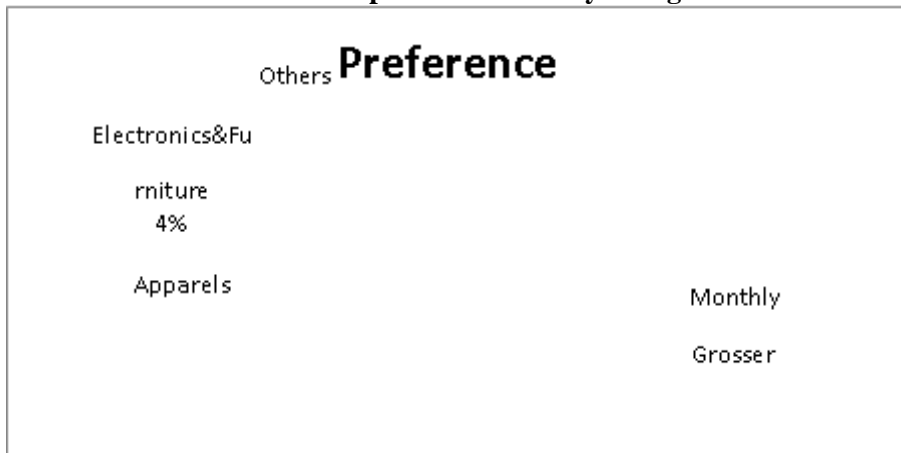 Others Preference
Electronics&Fu
rniture
4%
Apparels
Monthly
Grosser